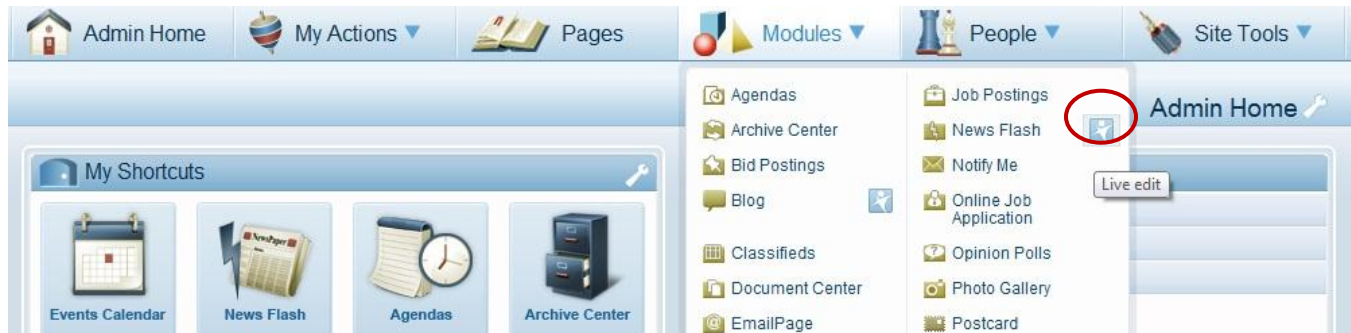 Admin Home
My Actions
Pages
Modules
People
Site Tools
Admin Home
Agendas
Archive Center
Bid Postings
Blog
Classifieds
Document Center
EmailPage
Job Postings
News Flash
Notify Me
Online Job
Application
Opinion Polls
Photo Gallery
Postcard
Live edit
My Shortcuts
NewsPaper
Events Calendar
News Flash
Agendas
Archive Center